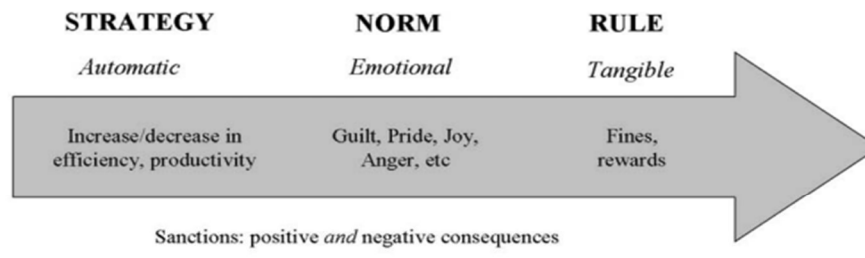 STRATEGY NORM RULE
Automatic Emotional Tangible
Increase/decrease in Guilt, Pride, Joy, Fines,
efficiency, productivity Anger, etc rewards
Sanctions: positive and negative consequences